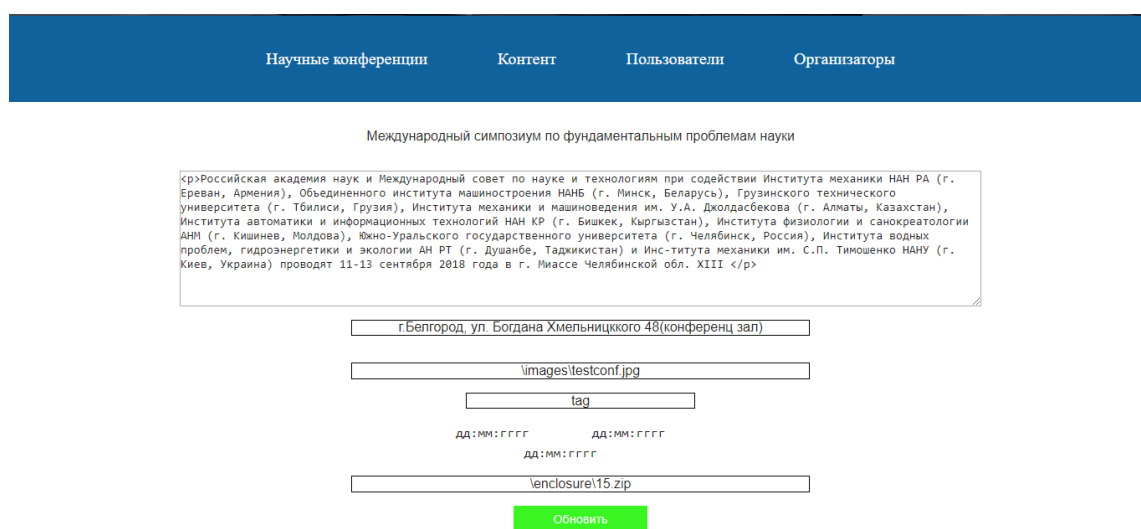 Научные конференции Контент Пользователи Организаторы
Международный симпозиум по фундаментальным проблемам науки
<p>Российская академия наук и Международный совет по науке и технологиям при содействии Института механики НАН РА (г.
Ереван, Армения), Объединенного института машиностроения НАНБ (г. Минск, Беларусь), Грузинского технического
университета (г. Тбилиси, Грузия), Института механики и машиноведения им. У.А. Джолдасбекова (г. Алматы, Казахстан),
Института автоматики и информационных технологий НАН КР (г. Бишкек, Кыргызстан), Института физиологии и санокреатологии
АНМ (г. Кишинев, Молдова), Южно-Уральского государственного университета (г. Челябинск, Россия), Института водных
проблем, гидроэнергетики и экологии АН РТ (г. Душанбе, Таджикистан) и Инс-титута механики им. С.П. Тимошенко НАНУ (г.
Киев, Украина) проводят 11-13 сентября 2018 года в г. Миассе Челябинской обл. XIII </p>
г.Белгород, ул. Богдана Хмельницккого 48(конференц зал)
\images\testconf.jpg
tag
дд:мм:гггг дд:мм:гггг
дд:мм:гггг
\enclosure\15.zip
Обновить